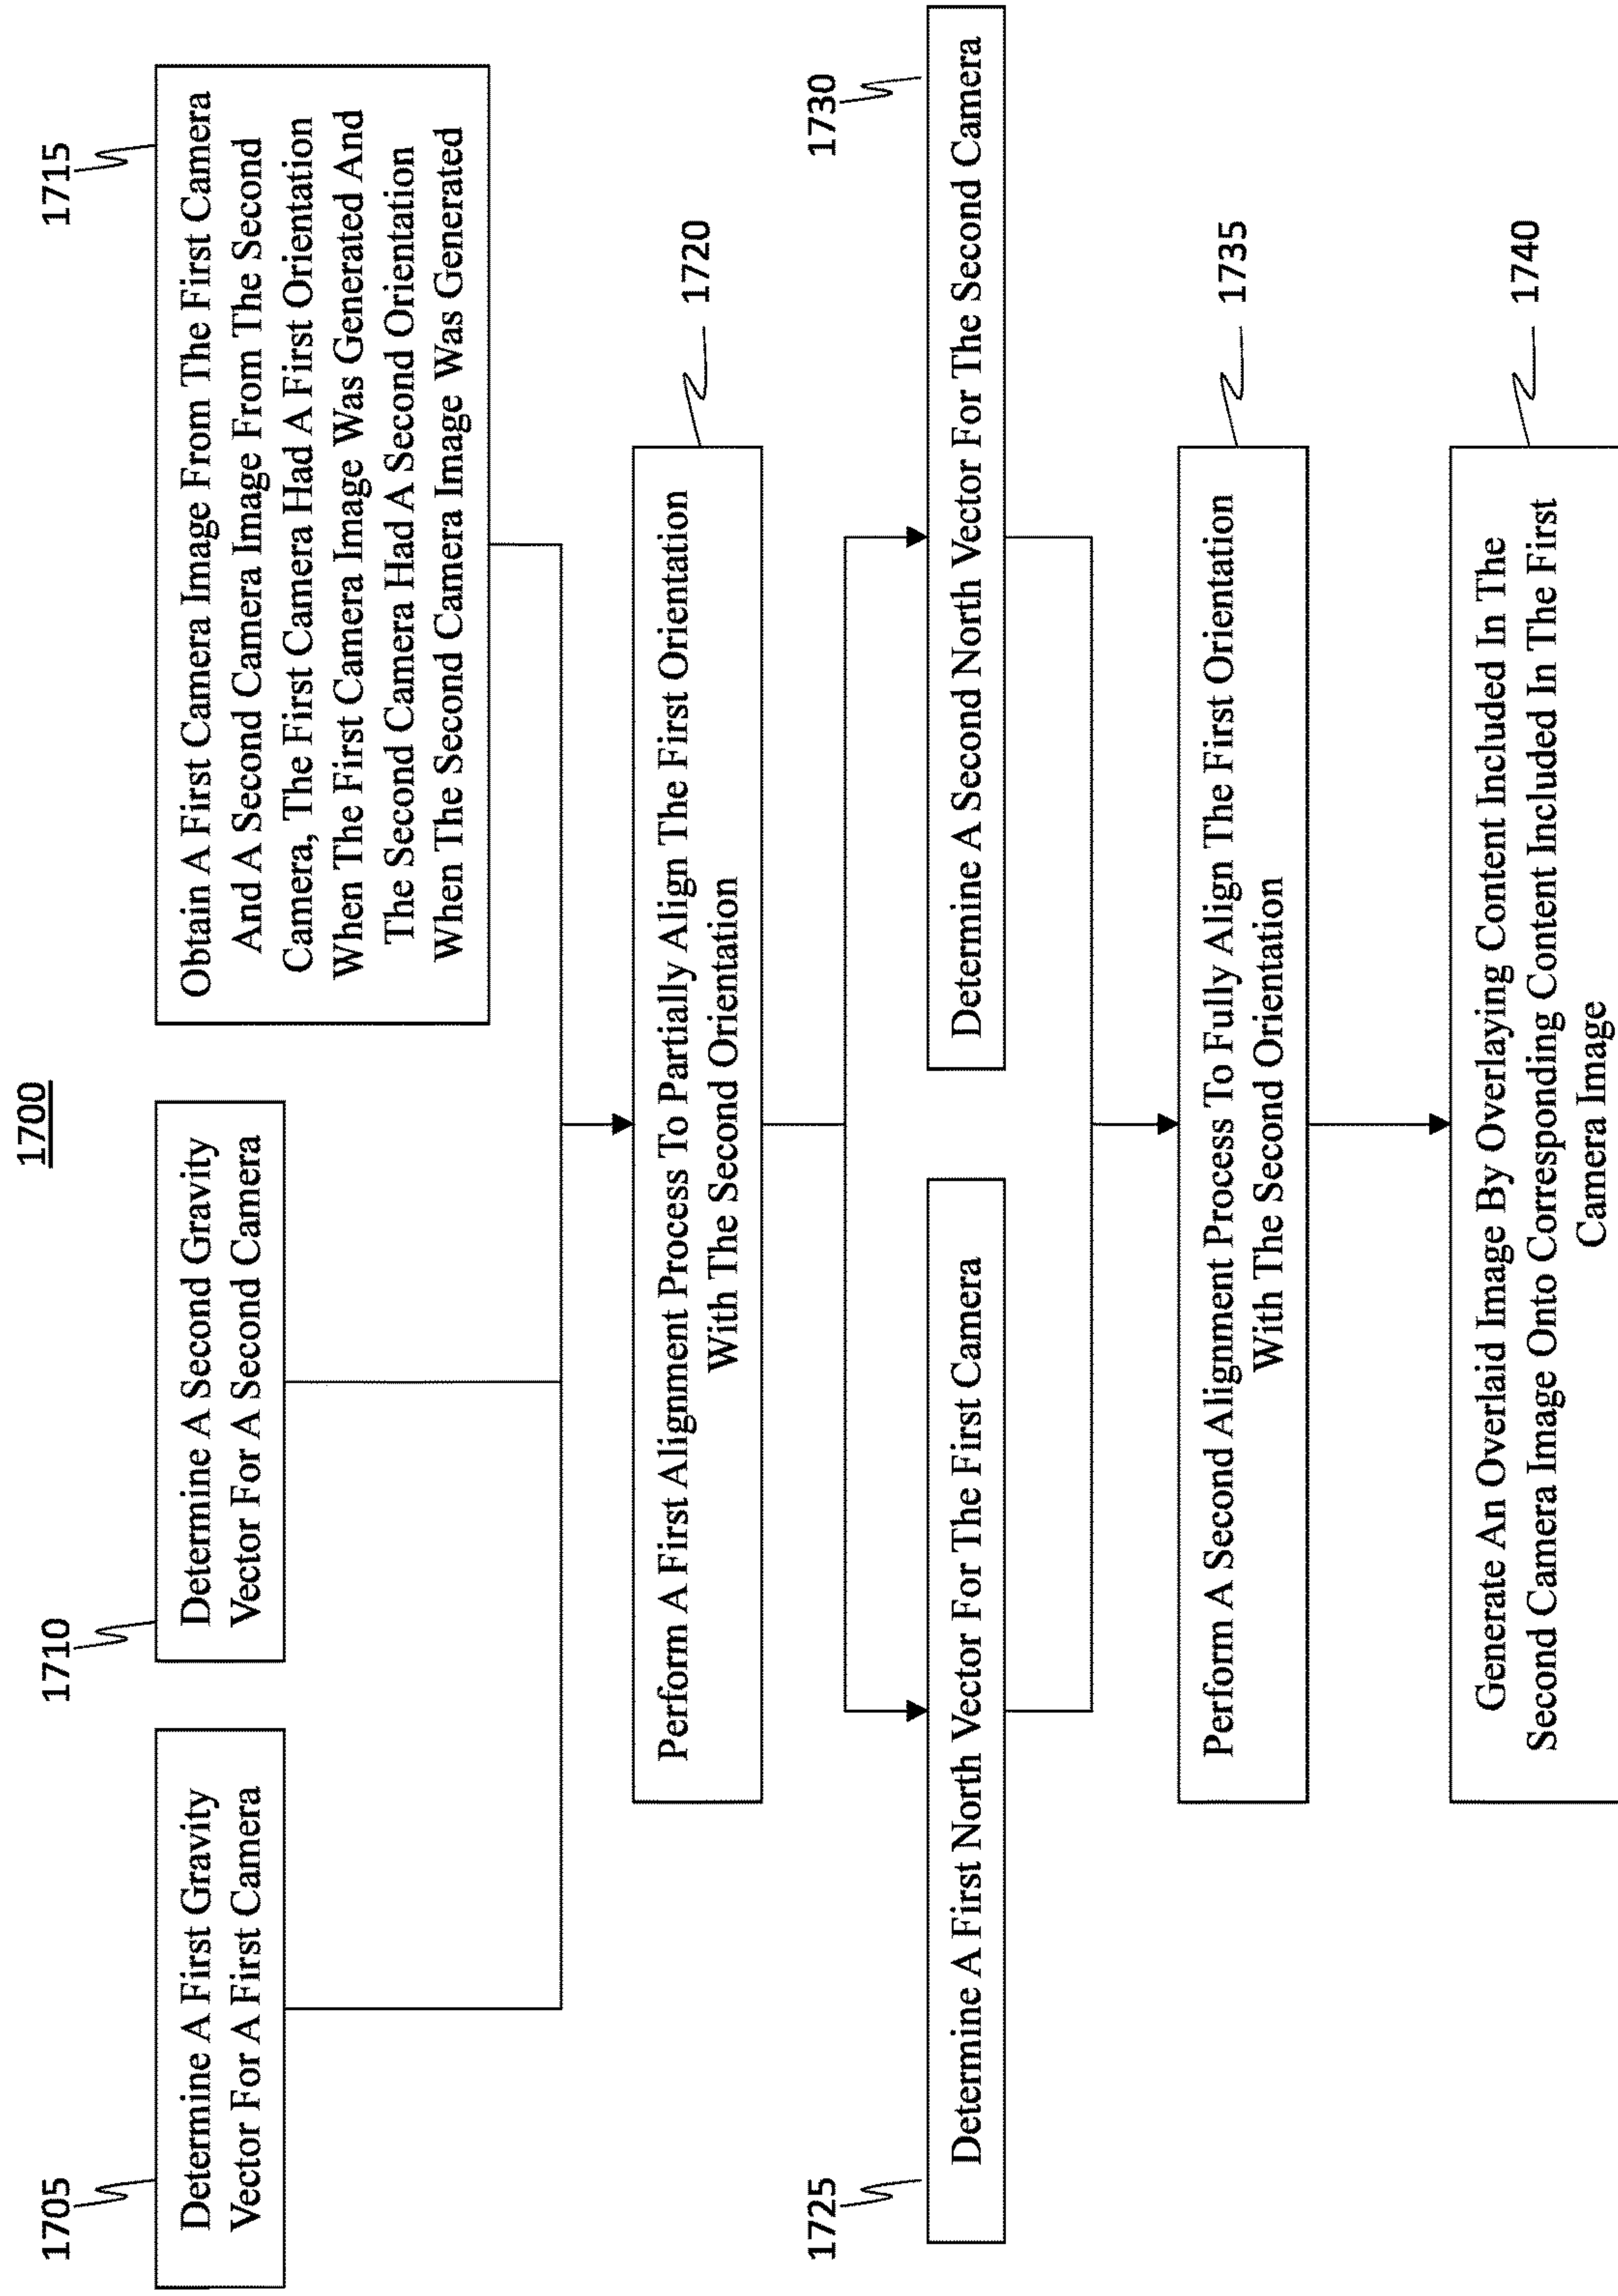 1700
1705
Determine A First Gravity
Vector For A First Camera
1710
Determine A Second Gravity
Vector For A Second Camera
1715
Obtain A First Camera Image From The First Camera
And A Second Camera Image From The Second
Camera, The First Camera Had A First Orientation
When The First Camera Image Was Generated And
The Second Camera Had A Second Orientation
When The Second Camera Image Was Generated
1720
Perform A First Alignment Process To Partially Align The First Orientation
With The Second Orientation
1725
Determine A First North Vector For The First Camera
1730
Determine A Second North Vector For The Second Camera
1735
Perform A Second Alignment Process To Fully Align The First Orientation
With The Second Orientation
1740
Generate An Overlaid Image By Overlaying Content Included In The
Second Camera Image Onto Corresponding Content Included In The First
Camera Image